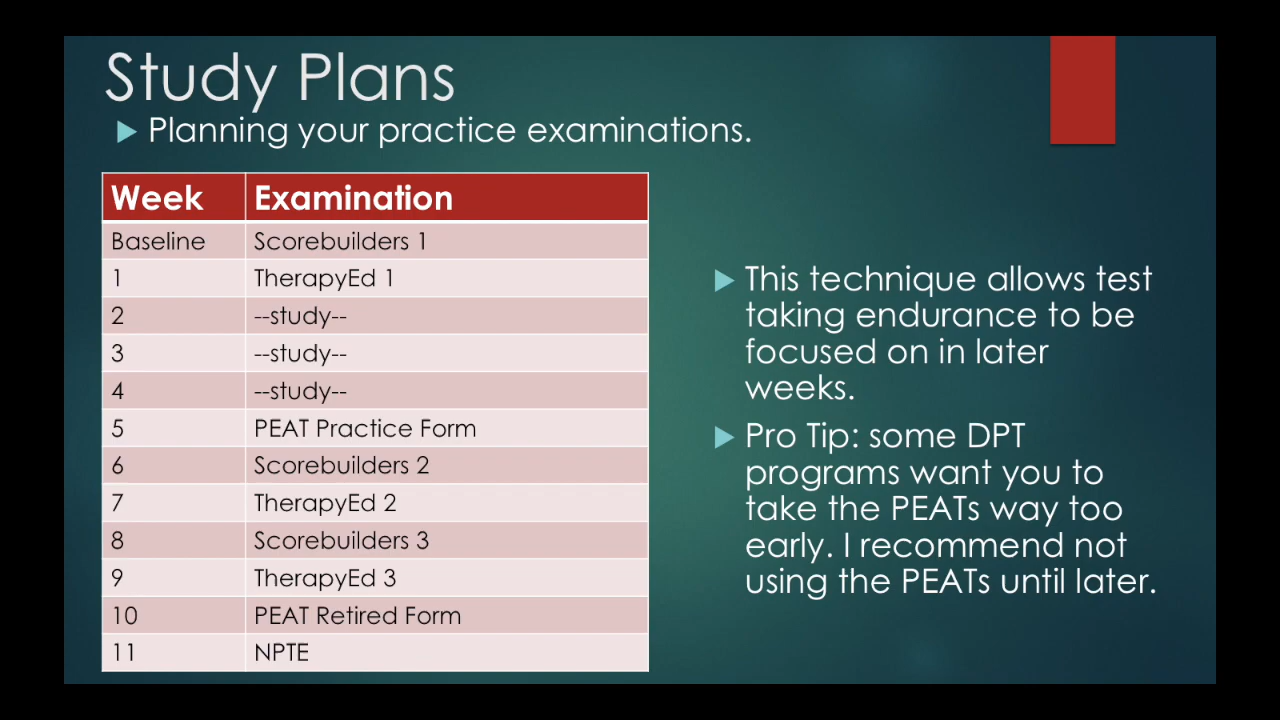 Study Plans
Planning your practice examinations.
Week Examination
Baseline Scorebuilders 1
1 TherapyEd 1
2 --study--
3 --study--
4 --study--
5 PEAT Practice Form
6 Scorebuilders 2
7 TherapyEd 2
8 Scorebuilders 3
9 TherapyEd 3
10 PEAT Retired Form
11 NPTE
This technique allows test
taking endurance to be
focused on in later
weeks.
Pro Tip: some DPT
programs want you to
take the PEATs way too
early. I recommend not
using the PEATs until later.